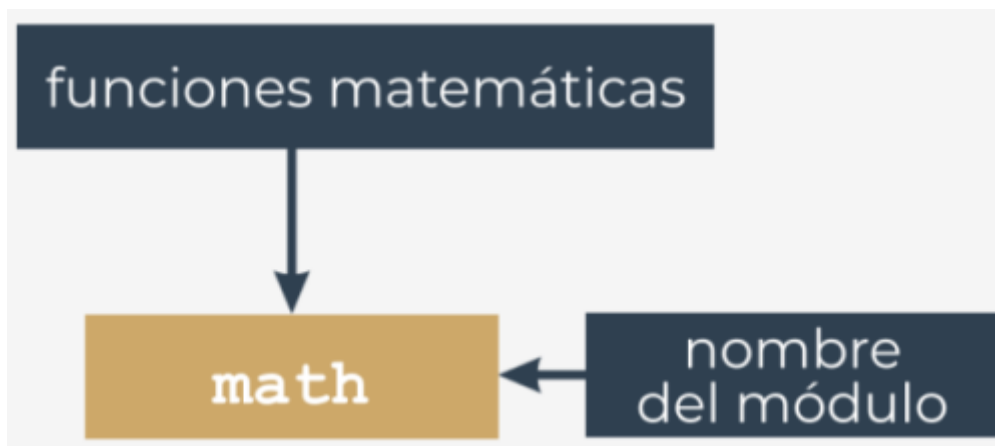 funciones matemáticas
math
nombre
del módulo